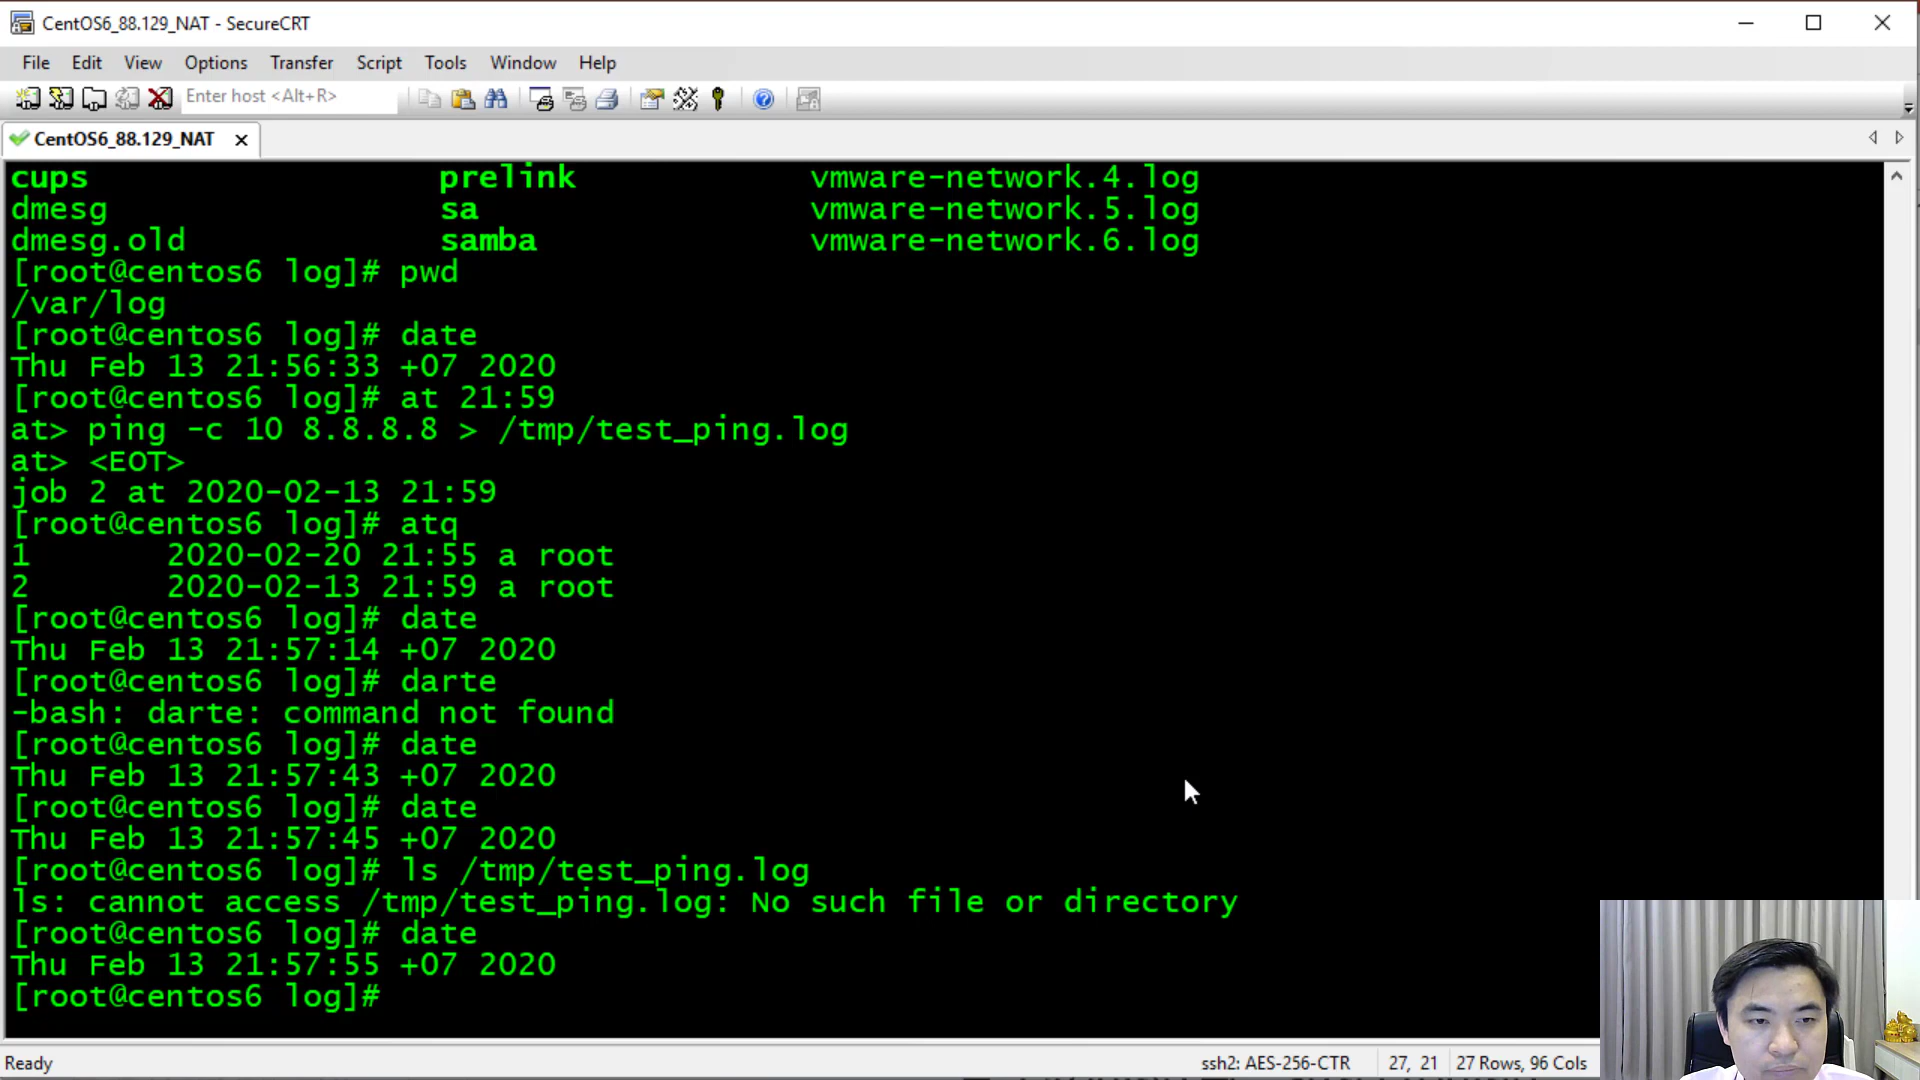 CentOS6_88.129_NAT - SecureCRT
File Edit View Options Transfer Script Tools Window Help
Enter host <Alt+R>
CentOS6_88.129_NAT
cups prelink vmware-network.4.log
dmesg sa vmware-network.5.log
dmesg.old samba vmware-network.6.log
[root@centos6 log]# pwd
/var/log
[root@centos6 log]# date
Thu Feb 13 21:56:33 +07 2020
[root@centos6 log]# at 21:59
at> ping -c 10 8.8.8.8 > /tmp/test_ping.log
at> <EOT>
job 2 at 2020-02-13 21:59
[root@centos6 log]# atq
1 2020-02-20 21:55 a root
2 2020-02-13 21:59 a root
[root@centos6 log]# date
Thu Feb 13 21:57:14 +07 2020
[root@centos6 log]# darte
-bash: darte: command not found
[root@centos6 log]# date
Thu Feb 13 21:57:43 +07 2020
[root@centos6 log]# date
Thu Feb 13 21:57:45 +07 2020
[root@centos6 log]# ls /tmp/test_ping.log
ls: cannot access /tmp/test_ping.log: No such file or directory
[root@centos6 log]# date
Thu Feb 13 21:57:55 +07 2020
[root@centos6 log]#
Ready ssh2: AES-256-CTR 27, 21 27 Rows, 96 Cols